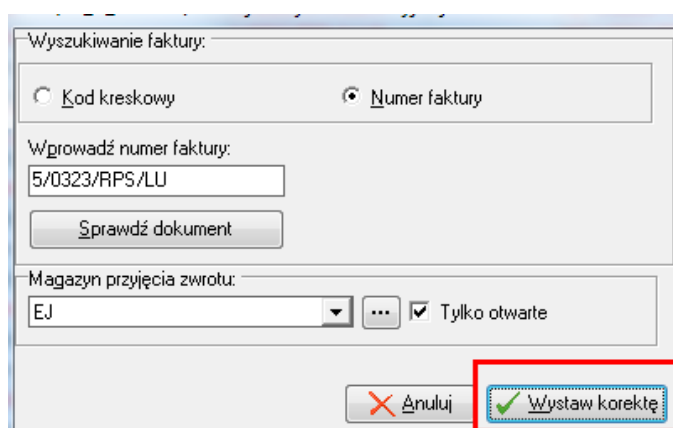 Wyszukiwanie faktury:
Kod kreskowy
Numer faktury
Wprowadź numer faktury:
5/0323/RPS/LU
Sprawdź dokument
Magazyn przyjęcia zwrotu:
EJ
...
Tylko otwarte
Anuluj
Wystaw korektę